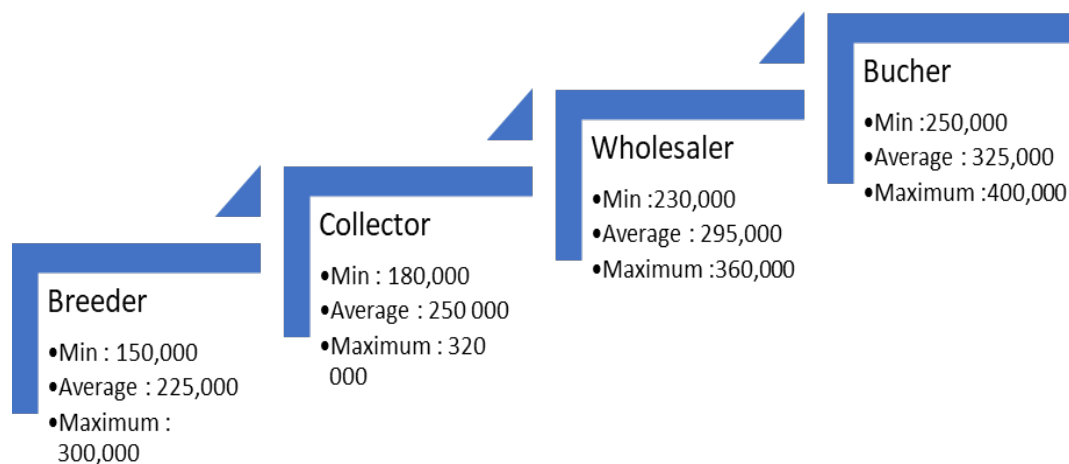 Breeder
•Min : 150,000
•Average : 225,000
•Maximum :
300,000
Collector
•Min : 180,000
•Average : 250 000
•Maximum : 320
000
Wholesaler
•Min :230,000
•Average : 295,000
•Maximum :360,000
Bucher
•Min :250,000
•Average : 325,000
•Maximum :400,000